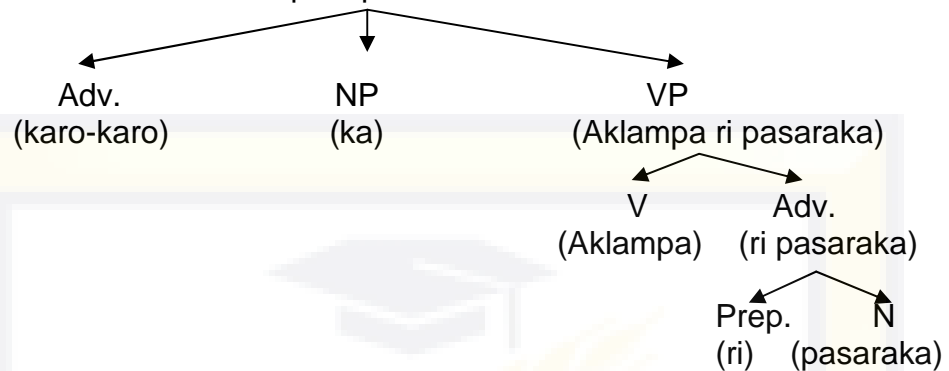 Adv. NP VP
(karo-karo) (ka) (Aklampa ri pasaraka)
V Adv.
(Aklampa) (ri pasaraka)
Prep. N
(ri) (pasaraka)